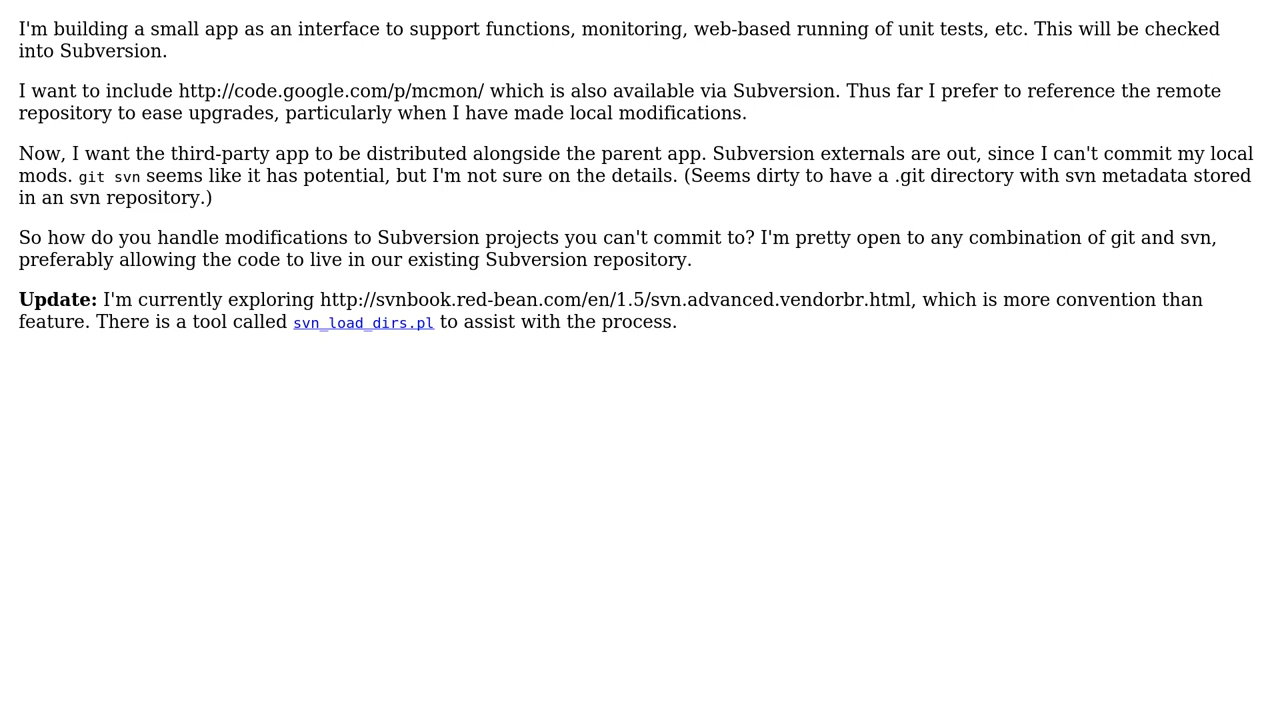 I'm building a small app as an interface to support functions, monitoring, web-based running of unit tests, etc. This will be checked
into Subversion.
I want to include http://code.google.com/p/mcmon/ which is also available via Subversion. Thus far I prefer to reference the remote
repository to ease upgrades, particularly when I have made local modifications.
Now, I want the third-party app to be distributed alongside the parent app. Subversion externals are out, since I can't commit my local
mods. git svn seems like it has potential, but I'm not sure on the details. (Seems dirty to have a .git directory with svn metadata stored
in an svn repository.)
So how do you handle modifications to Subversion projects you can't commit to? I'm pretty open to any combination of git and svn,
preferably allowing the code to live in our existing Subversion repository.
Update: I'm currently exploring http://svnbook.red-bean.com/en/1.5/svn.advanced.vendorbr.html, which is more convention than
feature. There is a tool called svn_load_dirs.pl to assist with the process.